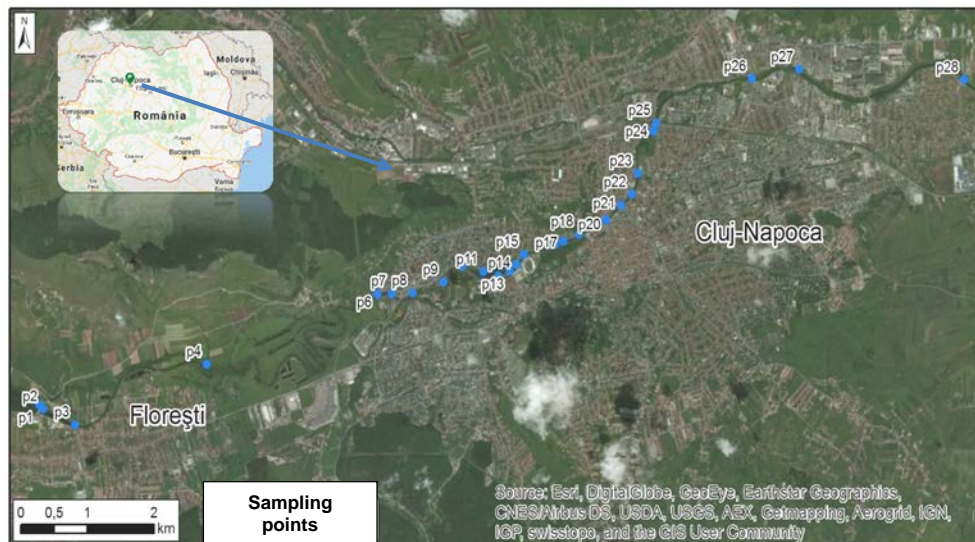 N
Moldova
Cluj-Napoca
Iași
Chișinău
România
București
Serbia
Varna
p25
p26
p27
p28
p24
p23
p22
p21
p20
p18
p17
p15
p14
p13
p11
p9
p8
p7
p6
p4
p3
p2
p1
Cluj-Napoca
Florești
0 0,5 1 2
km
Sampling
points
Source: Esri, DigitalGlobe, GeoEye, Earthstar Geographics,
CNES/Airbus DS, USDA, USGS, AEX, Getmapping, Aerogrid, IGN,
IGP, swisstopo, and the GIS User Community